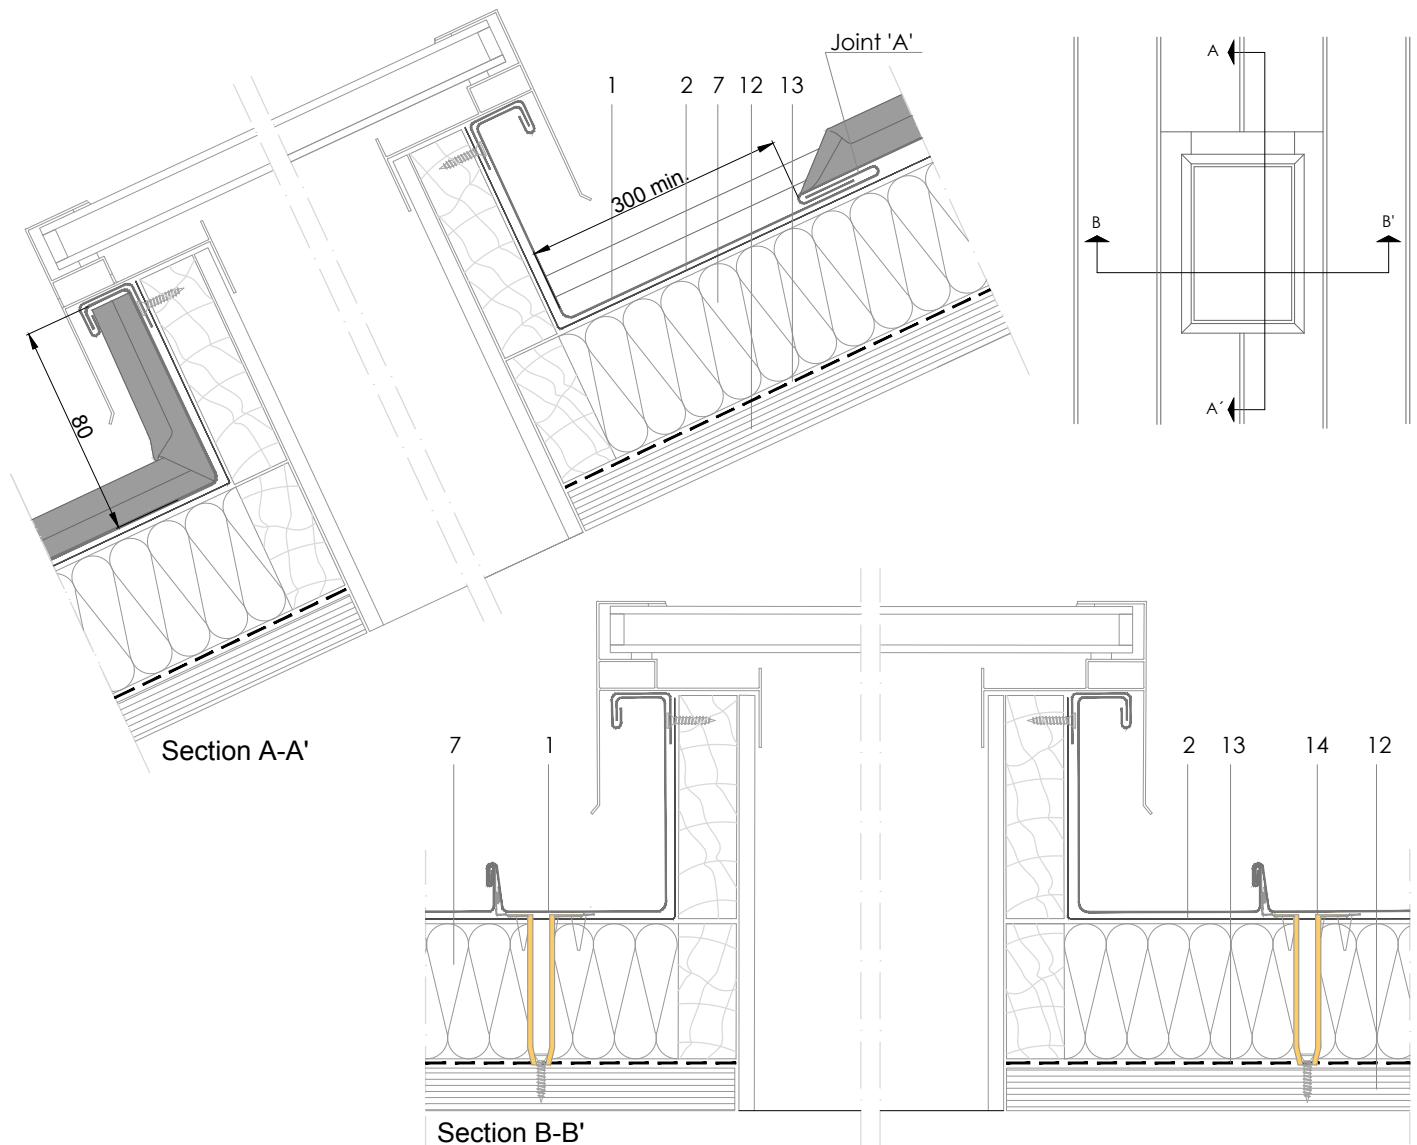 Joint 'A'
1 2 7 12 13
300 min.
80
Section A-A'
A
B B'
A´
7 1 2 13 14 12
Section B-B'